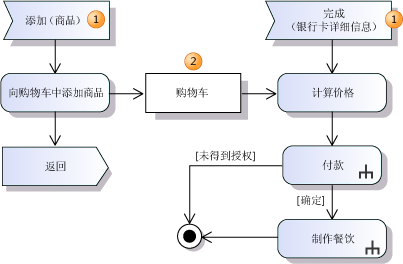 添加（商品）
1
完成
（银行卡详细信息）
1
2
向购物车中添加商品
购物车
计算价格
返回
[未得到授权]
付款
[确定]
制作餐饮